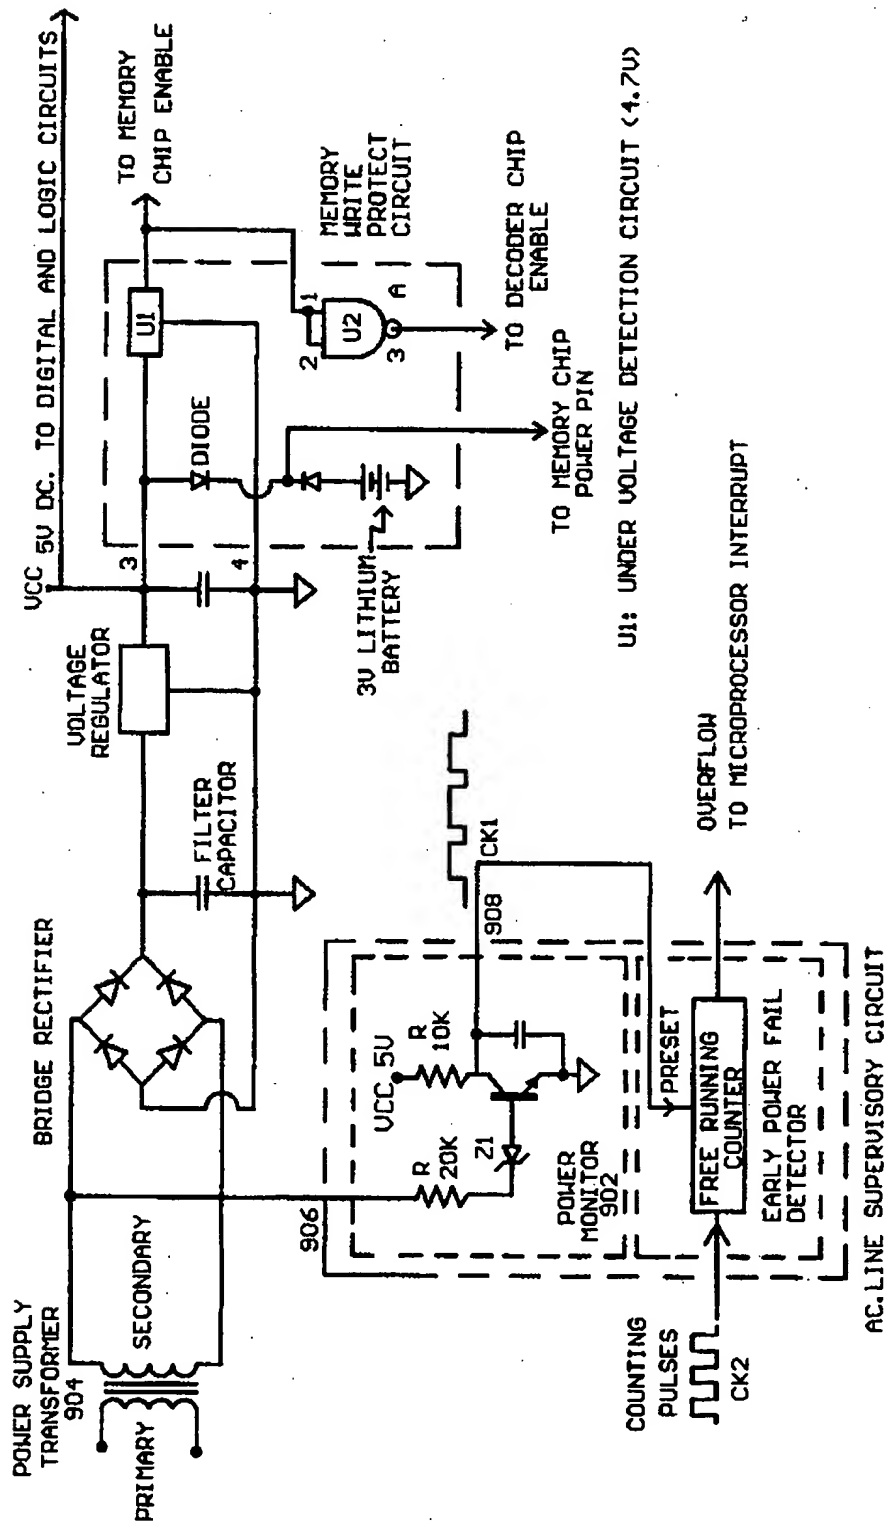 POWER SUPPLY
TRANSFORMER
904
PRIMARY
SECONDARY
BRIDGE RECTIFIER
FILTER
CAPACITOR
VOLTAGE
REGULATOR
VCC 5V DC. TO DIGITAL AND LOGIC CIRCUITS
3
4
DIODE
U1
TO MEMORY
CHIP ENABLE
MEMORY
WRITE
PROTECT
CIRCUIT
1
2
U2
A
3
3V LITHIUM
BATTERY
TO MEMORY CHIP
POWER PIN
TO DECODER CHIP
ENABLE
U1: UNDER VOLTAGE DETECTION CIRCUIT (4.7V)
906
R
20K
VCC 5V
R
10K
Z1
POWER
MONITOR
902
908
CK1
PRESET
COUNTING
PULSES
CK2
FREE RUNNING
COUNTER
EARLY POWER FAIL
DETECTOR
OVERFLOW
TO MICROPROCESSOR INTERRUPT
AC.LINE SUPERVISORY CIRCUIT